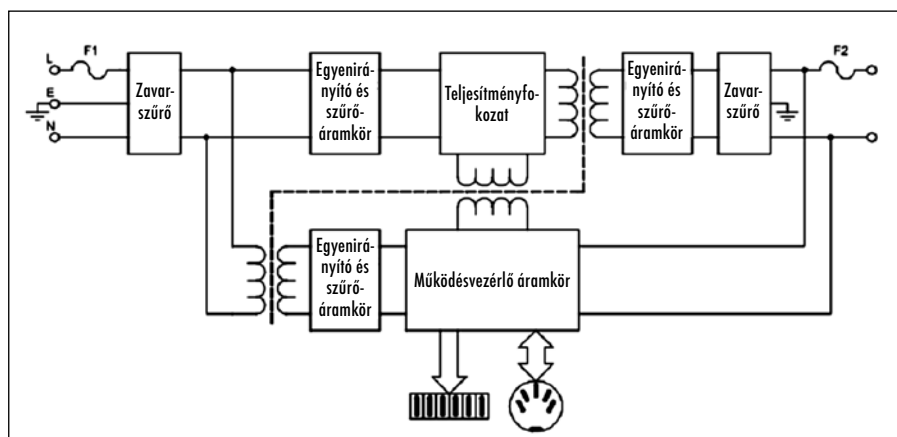 F1
L
E
N
Zavar-
szűrő
Egyenirá-
nyító és
szűrő-
áramkör
Teljesítményfo-
kozat
Egyenirá-
nyító és
szűrő-
áramkör
Zavar-
szűrő
F2
Egyenirá-
nyító és
szűrő-
áramkör
Működésvezérlő áramkör